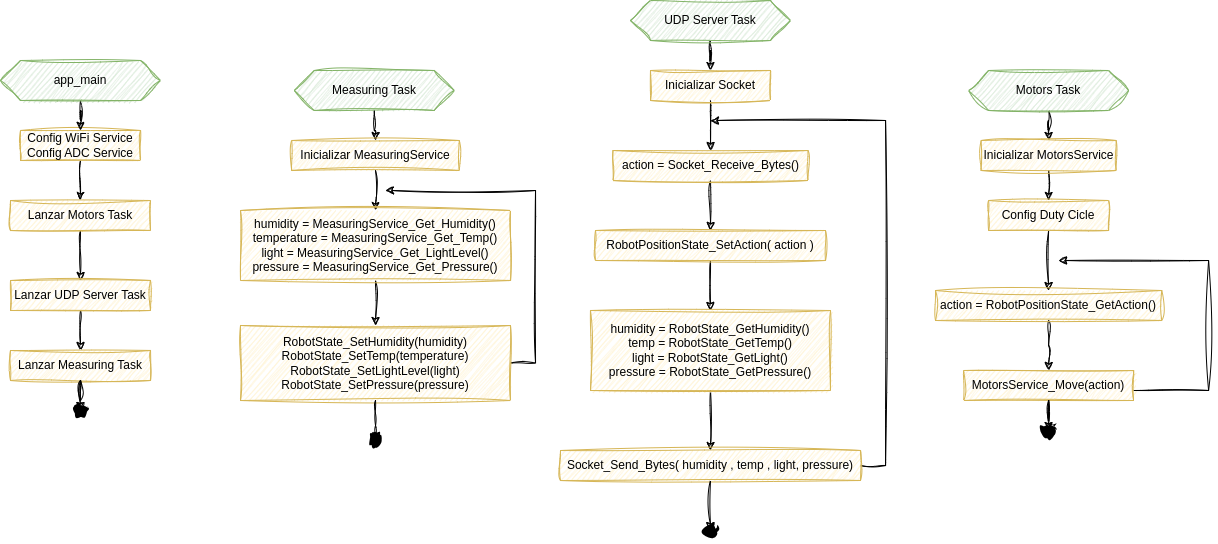 app_main
Config WiFi Service
Config ADC Service
Lanzar Motors Task
Lanzar UDP Server Task
Lanzar Measuring Task
Measuring Task
Inicializar MeasuringService
humidity = MeasuringService_Get_Humidity()
temperature = MeasuringService_Get_Temp()
light = MeasuringService_Get_LightLevel()
pressure = MeasuringService_Get_Pressure()
RobotState_SetHumidity(humidity)
RobotState_SetTemp(temperature)
RobotState_SetLightLevel(light)
RobotState_SetPressure(pressure)
UDP Server Task
Inicializar Socket
action = Socket_Receive_Bytes()
RobotPositionState_SetAction( action )
humidity = RobotState_GetHumidity()
temp = RobotState_GetTemp()
light = RobotState_GetLight()
pressure = RobotState_GetPressure()
Socket_Send_Bytes( humidity , temp , light, pressure)
Motors Task
Inicializar MotorsService
Config Duty Cicle
action = RobotPositionState_GetAction()
MotorsService_Move(action)